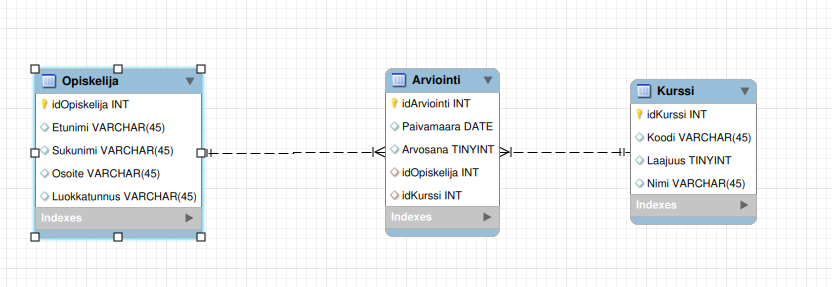 Opiskelija
idOpiskelija INT
Etunimi VARCHAR(45)
Sukunimi VARCHAR(45)
Osoite VARCHAR(45)
Luokkatunnus VARCHAR(45)
Indexes
Arviointi
idArviointi INT
Paivamaara DATE
Arvosana TINYINT
idOpiskelija INT
idKurssi INT
Indexes
Kurssi
idKurssi INT
Koodi VARCHAR(45)
Laajuus TINYINT
Nimi VARCHAR(45)
Indexes